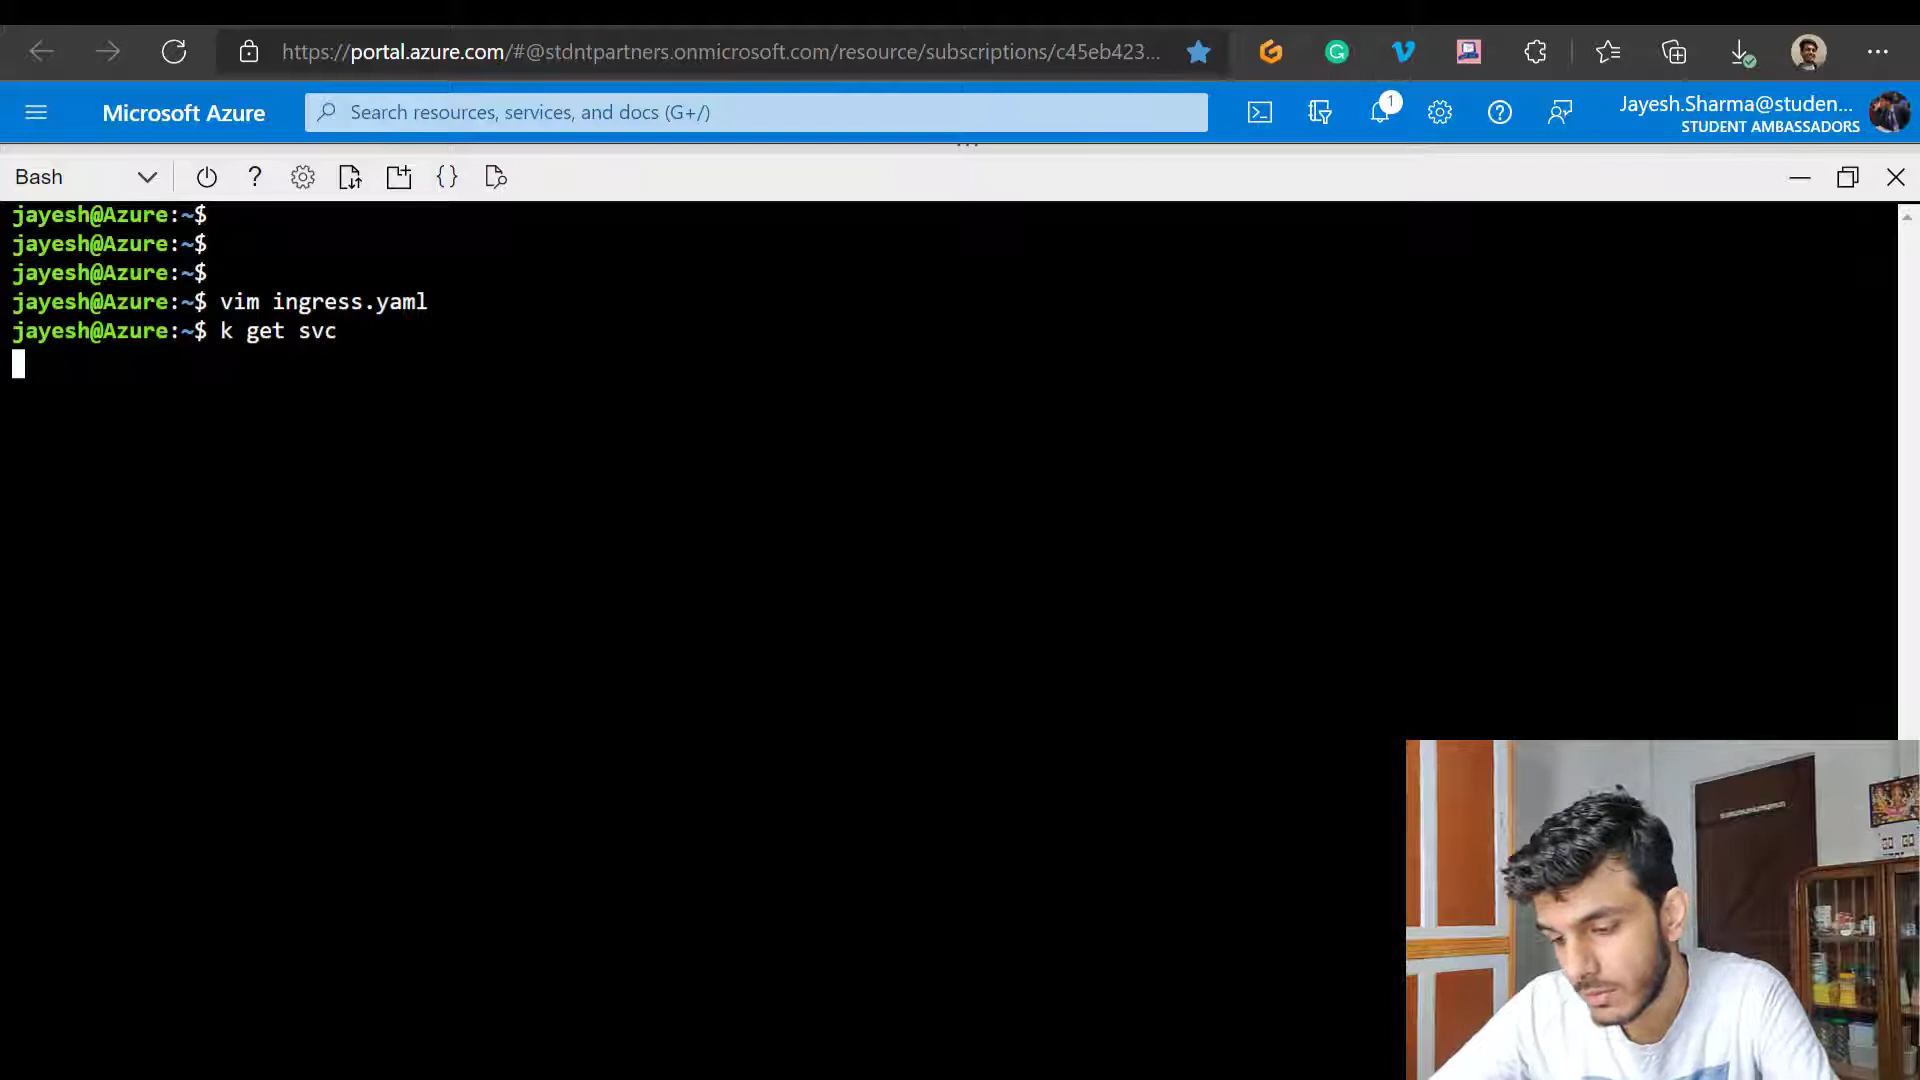 https://portal.azure.com/#@stdntpartners.onmicrosoft.com/resource/subscriptions/c45eb423...
Microsoft Azure
Search resources, services, and docs (G+/)
1
Jayesh.Sharma@studen...
STUDENT AMBASSADORS
Bash
jayesh@Azure:~$
jayesh@Azure:~$
jayesh@Azure:~$
jayesh@Azure:~$ vim ingress.yaml
jayesh@Azure:~$ k get svc